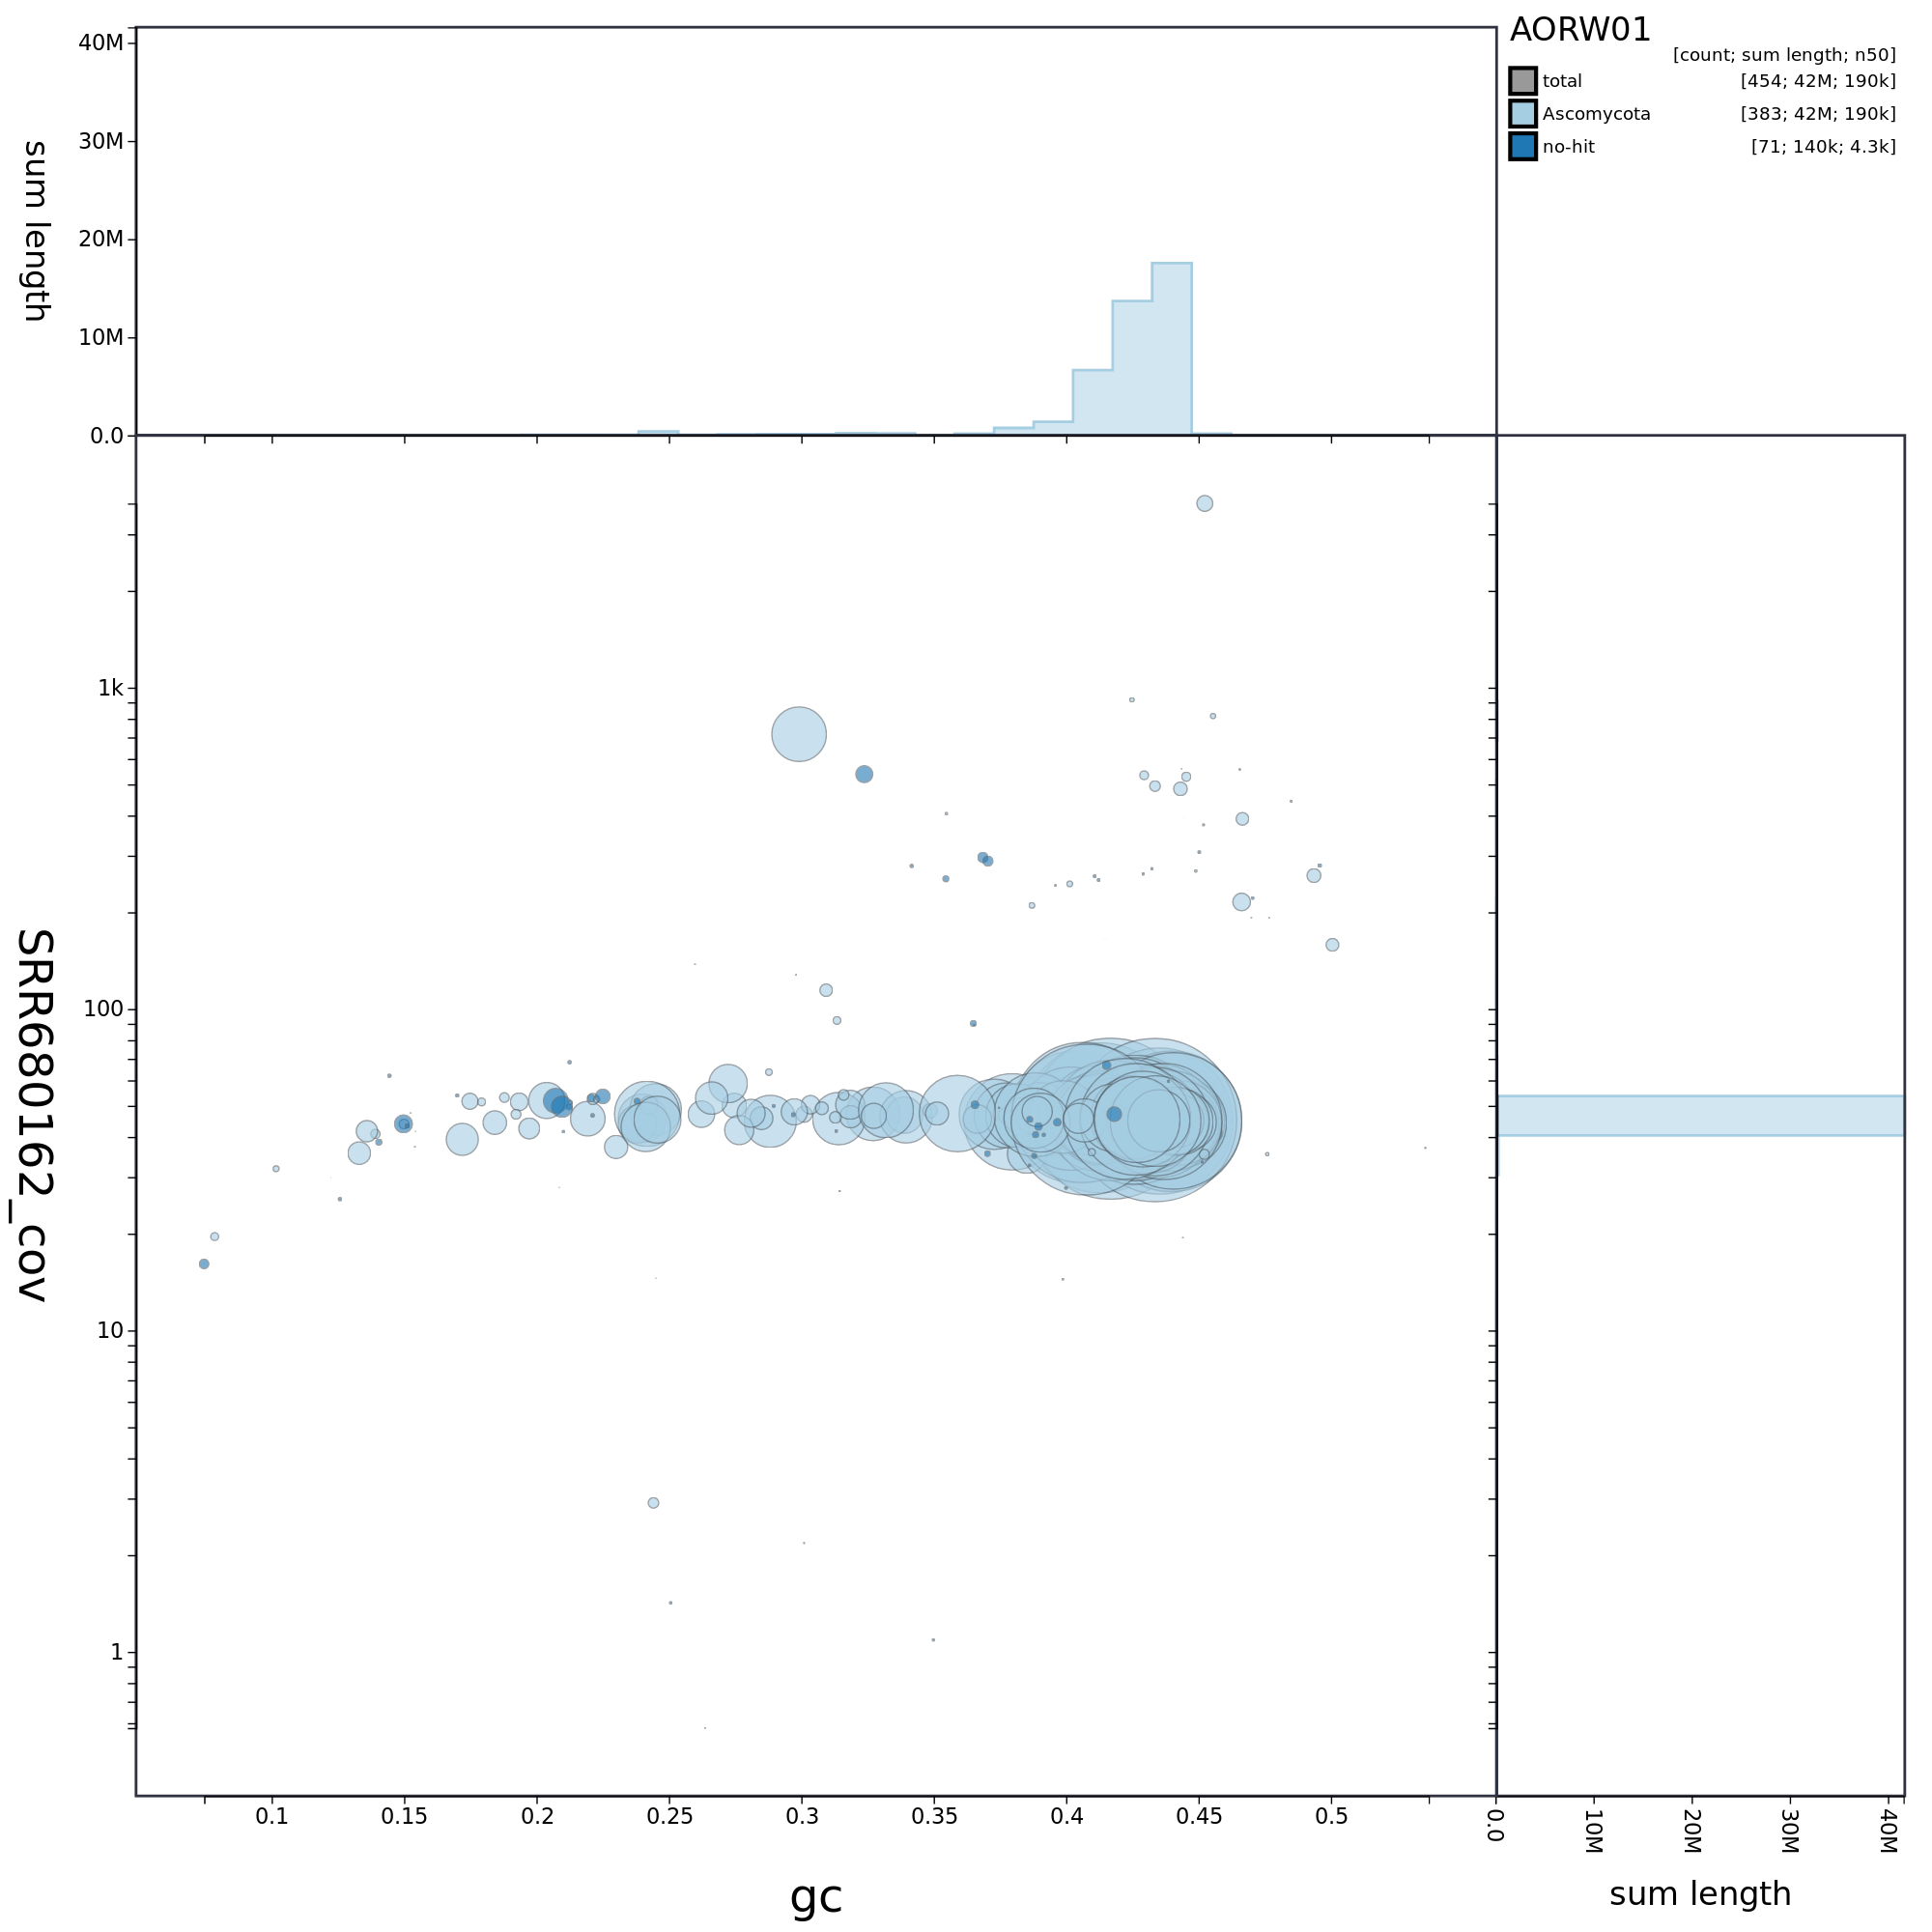 AORW01
[count; sum length; n50]
total [454; 42M; 190k]
Ascomycota [383; 42M; 190k]
no-hit [71; 140k; 4.3k]
sum length
40M
30M
20M
10M
0.0
SRR680162_cov
1k
100
10
1
0.1 0.15 0.2 0.25 0.3 0.35 0.4 0.45 0.5
gc
0.0 10M 20M 30M 40M
sum length